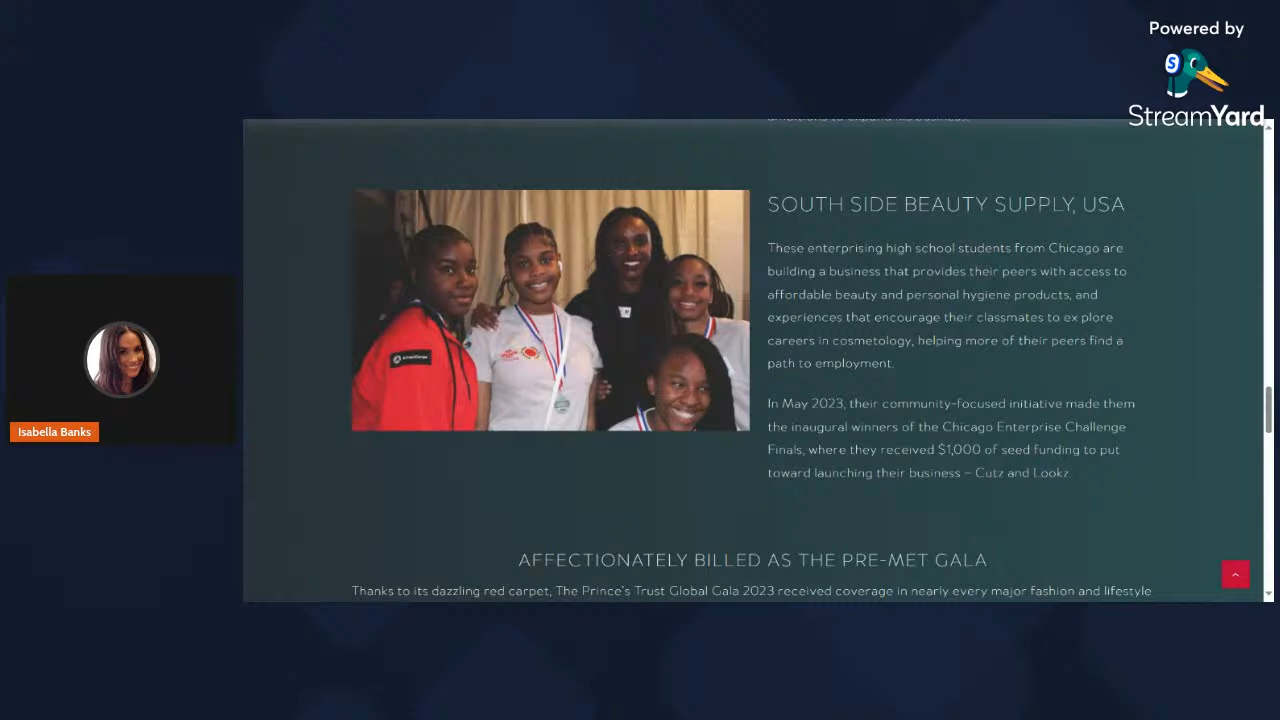 Powered by
StreamYard
ambitions to expand his business.
SOUTH SIDE BEAUTY SUPPLY, USA
These enterprising high school students from Chicago are
building a business that provides their peers with access to
affordable beauty and personal hygiene products, and
experiences that encourage their classmates to ex plore
careers in cosmetology, helping more of their peers find a
path to employment.
In May 2023, their community-focused initiative made them
the inaugural winners of the Chicago Enterprise Challenge
Finals, where they received $1,000 of seed funding to put
toward launching their business – Cutz and Lookz.
AmeriCorps
Isabella Banks
AFFECTIONATELY BILLED AS THE PRE-MET GALA
Thanks to its dazzling red carpet, The Prince's Trust Global Gala 2023 received coverage in nearly every major fashion and lifestyle